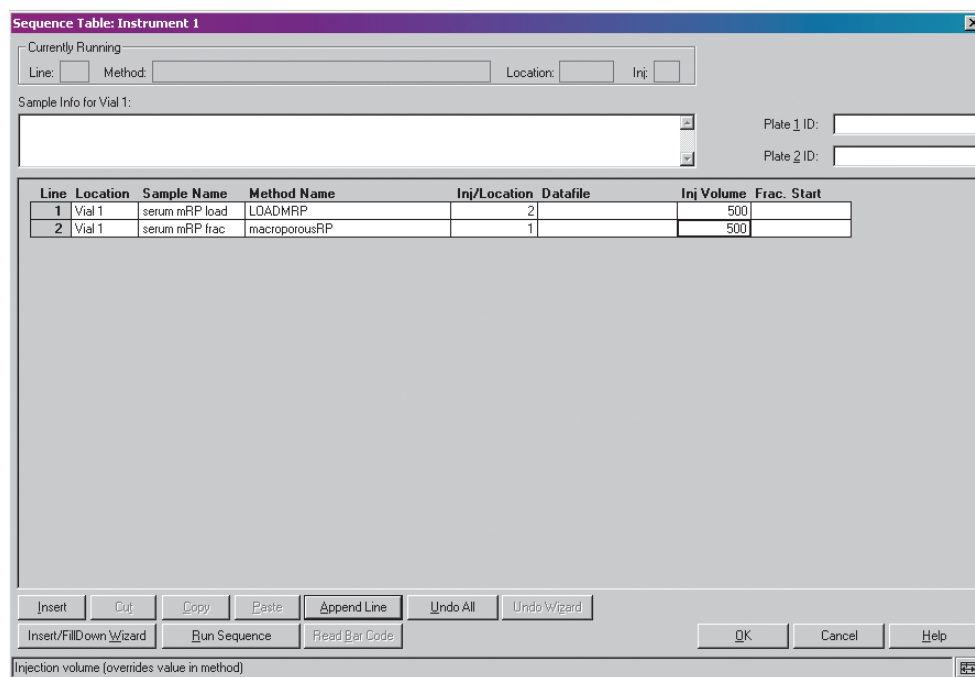 Sequence Table: Instrument 1
Currently Running
Line: Method: Location: Inj:
Sample Info for Vial 1:
Plate 1 ID:
Plate 2 ID:
Line Location Sample Name Method Name Inj/Location Datafile Inj Volume Frac. Start
1 Vial 1 serum mRP load LOADMRP 2 500
2 Vial 1 serum mRP frac macroporousRP 1 500
Insert Cut Copy Paste Append Line Undo All Undo Wizard
Insert/FillDown Wizard Run Sequence Read Bar Code OK Cancel Help
Injection volume (overrides value in method)